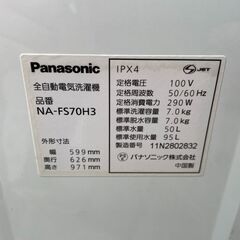 Panasonic
全自動電気洗濯機
品番
NA-FS70H3
外形寸法
幅 599mm
奥行 626mm
高さ 971mm
IPX4
JET
定格電圧 100V
定格周波数 50/60Hz
定格消費電力 290W
標準洗濯容量 7.0kg
標準脱水容量 7.0kg
標準水量 50L
標準使用水量 95L
製造番号 11N2802832
パナソニック株式会社
中国製